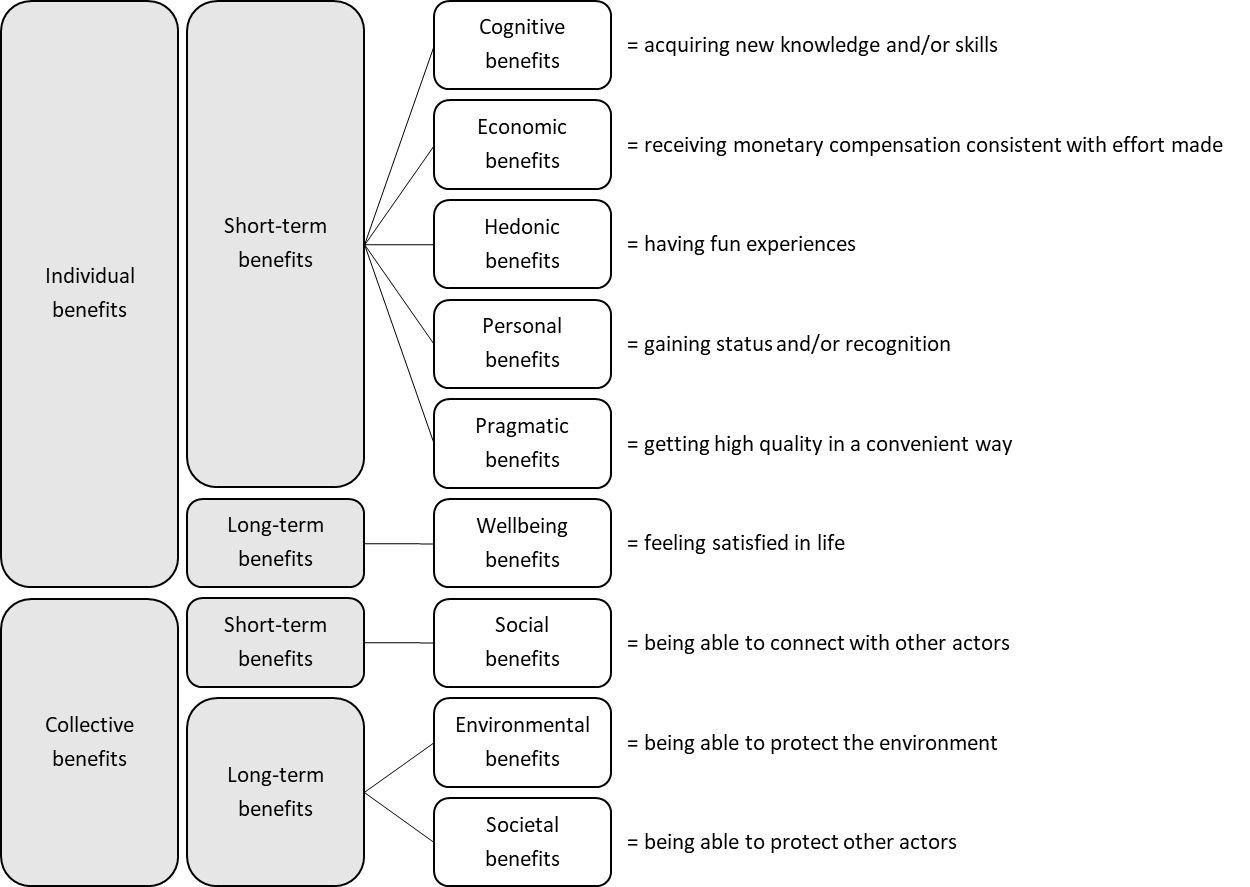 Individual
benefits
Short-term
benefits
Cognitive
benefits
= acquiring new knowledge and/or skills
Economic
benefits
= receiving monetary compensation consistent with effort made
Hedonic
benefits
= having fun experiences
Personal
benefits
= gaining status and/or recognition
Pragmatic
benefits
= getting high quality in a convenient way
Long-term
benefits
Wellbeing
benefits
= feeling satisfied in life
Collective
benefits
Short-term
benefits
Social
benefits
= being able to connect with other actors
Long-term
benefits
Environmental
benefits
= being able to protect the environment
Societal
benefits
= being able to protect other actors